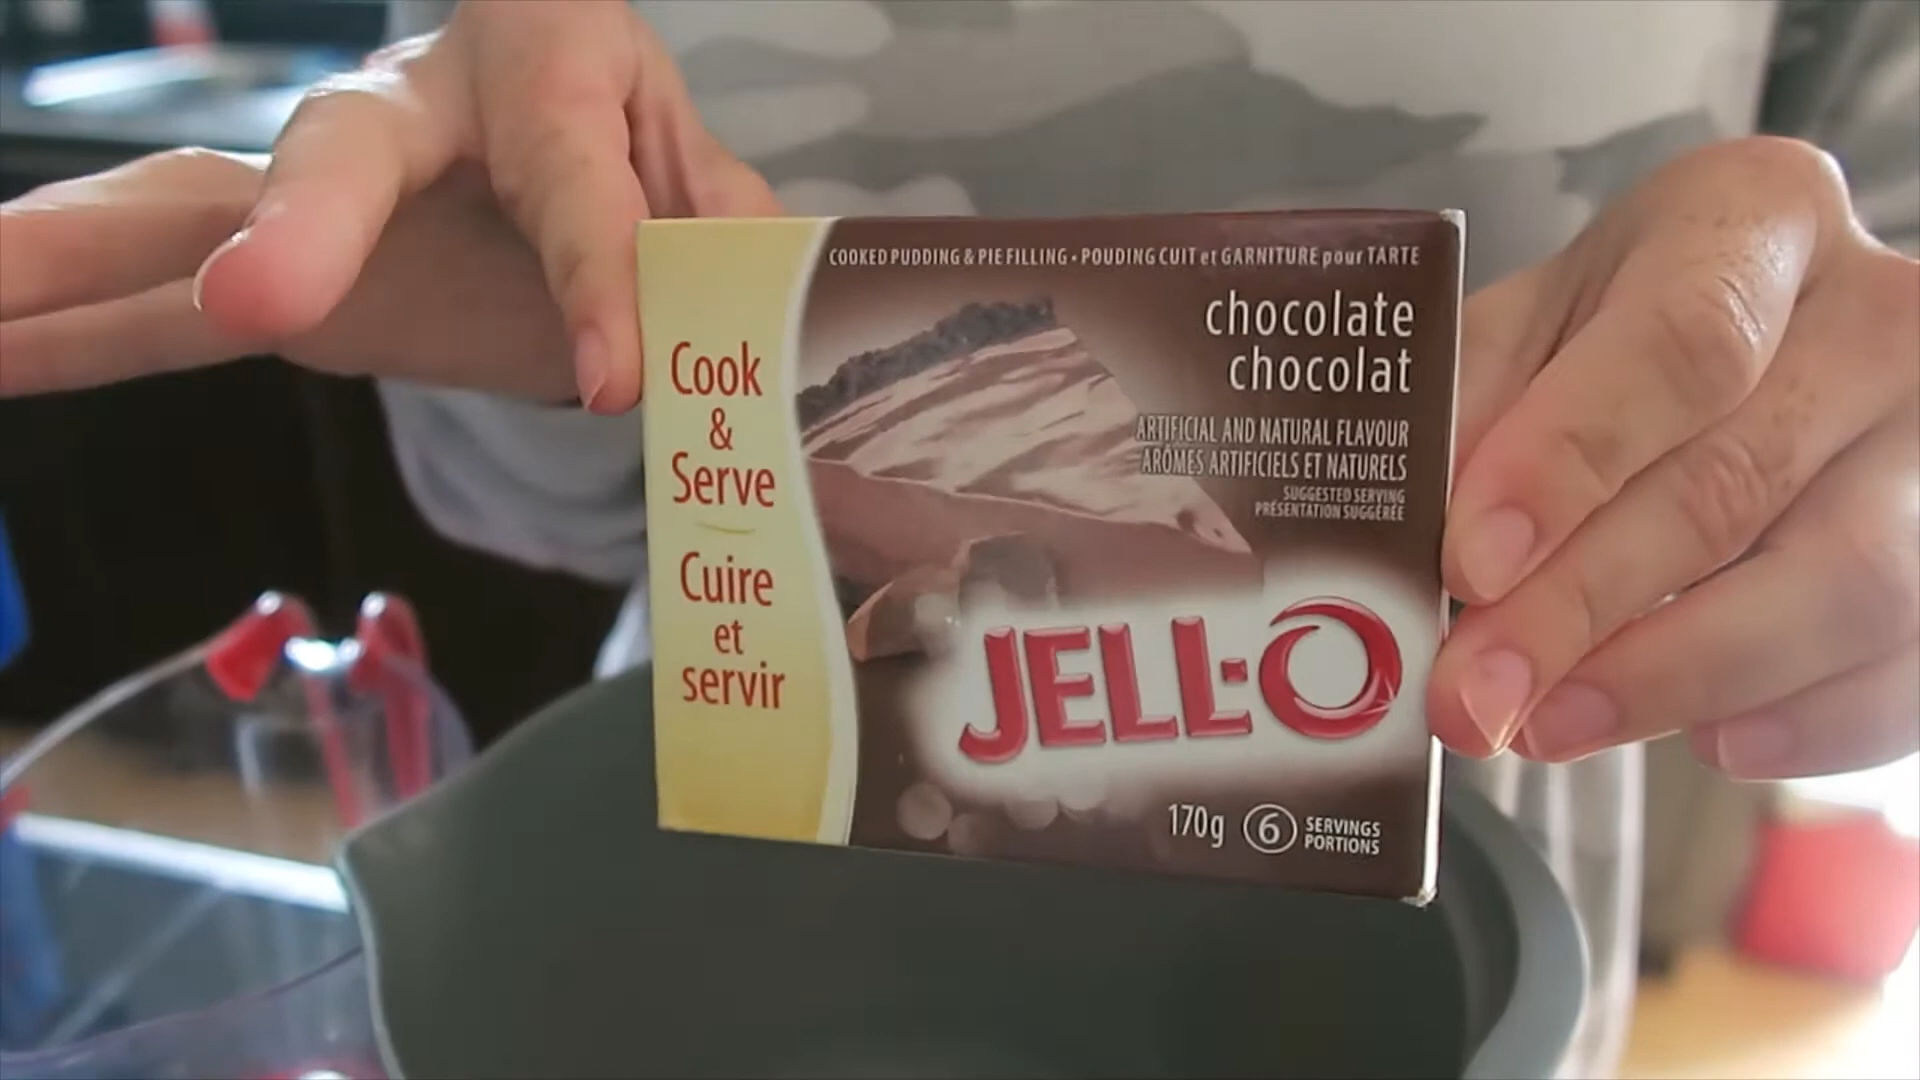 COOKED PUDDING & PIE FILLING • POUDING CUIT et GARNITURE pour TARTE
chocolate
chocolat
ARTIFICIAL AND NATURAL FLAVOUR
ARÔMES ARTIFICIELS ET NATURELS
SUGGESTED SERVING
PRÉSENTATION SUGGÉRÉE
Cook
&
Serve
Cuire
et
servir
JELL-O
170g 6 SERVINGS
PORTIONS